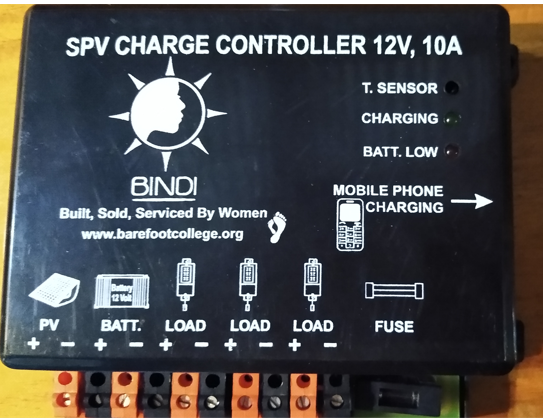 SPV CHARGE CONTROLLER 12V, 10A
T. SENSOR
CHARGING
BATT. LOW
BINDI
Built, Sold, Serviced By Women
www.barefootcollege.org
MOBILE PHONE
CHARGING
Battery
12 Volt
PV BATT. LOAD LOAD LOAD FUSE
+ - + - + - + - + -